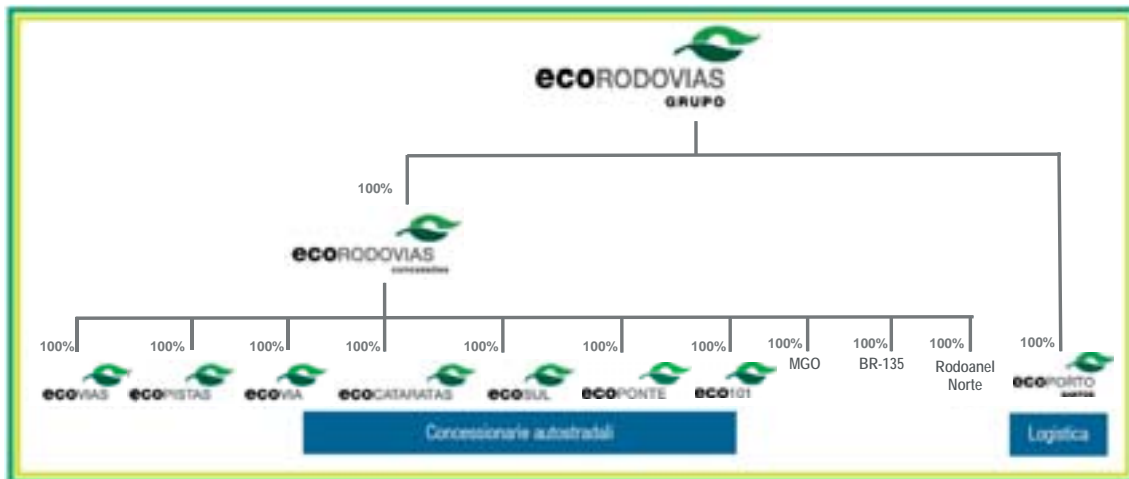 ecoRODOVIAS
GRUPO
100%
ecoRODOVIAS
concessões
100%
100%
100%
100%
100%
100%
100%
100%
100%
100%
100%
ecoVIAS
ecoPISTAS
ecoVIA
ecoCATARATAS
ecoSUL
ecoPONTE
eco101
MGO
BR-135
Rodoanel
Norte
ecoPORTO
santos
Concessionarie autostradali
Logistica